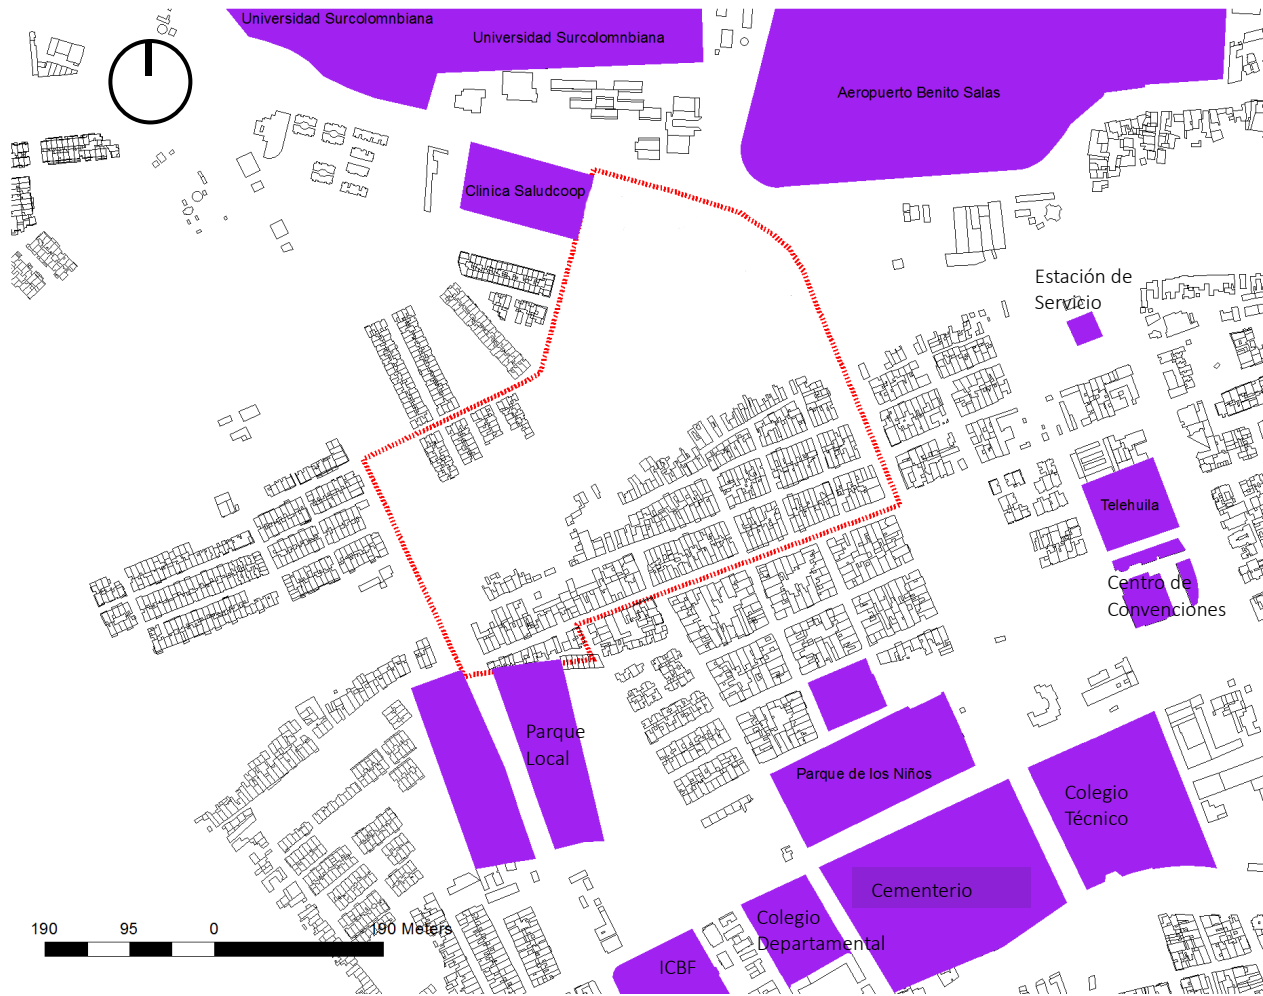 Universidad Surcolomnbiana
Universidad Surcolomnbiana
Aeropuerto Benito Salas
Clinica Saludcoop
Estación de
Servicio
Telehuila
Centro de
Convenciones
Parque
Local
Parque de los Niños
Colegio
Técnico
Cementerio
Colegio
Departamental
ICBF
190 95 0 190 Meters